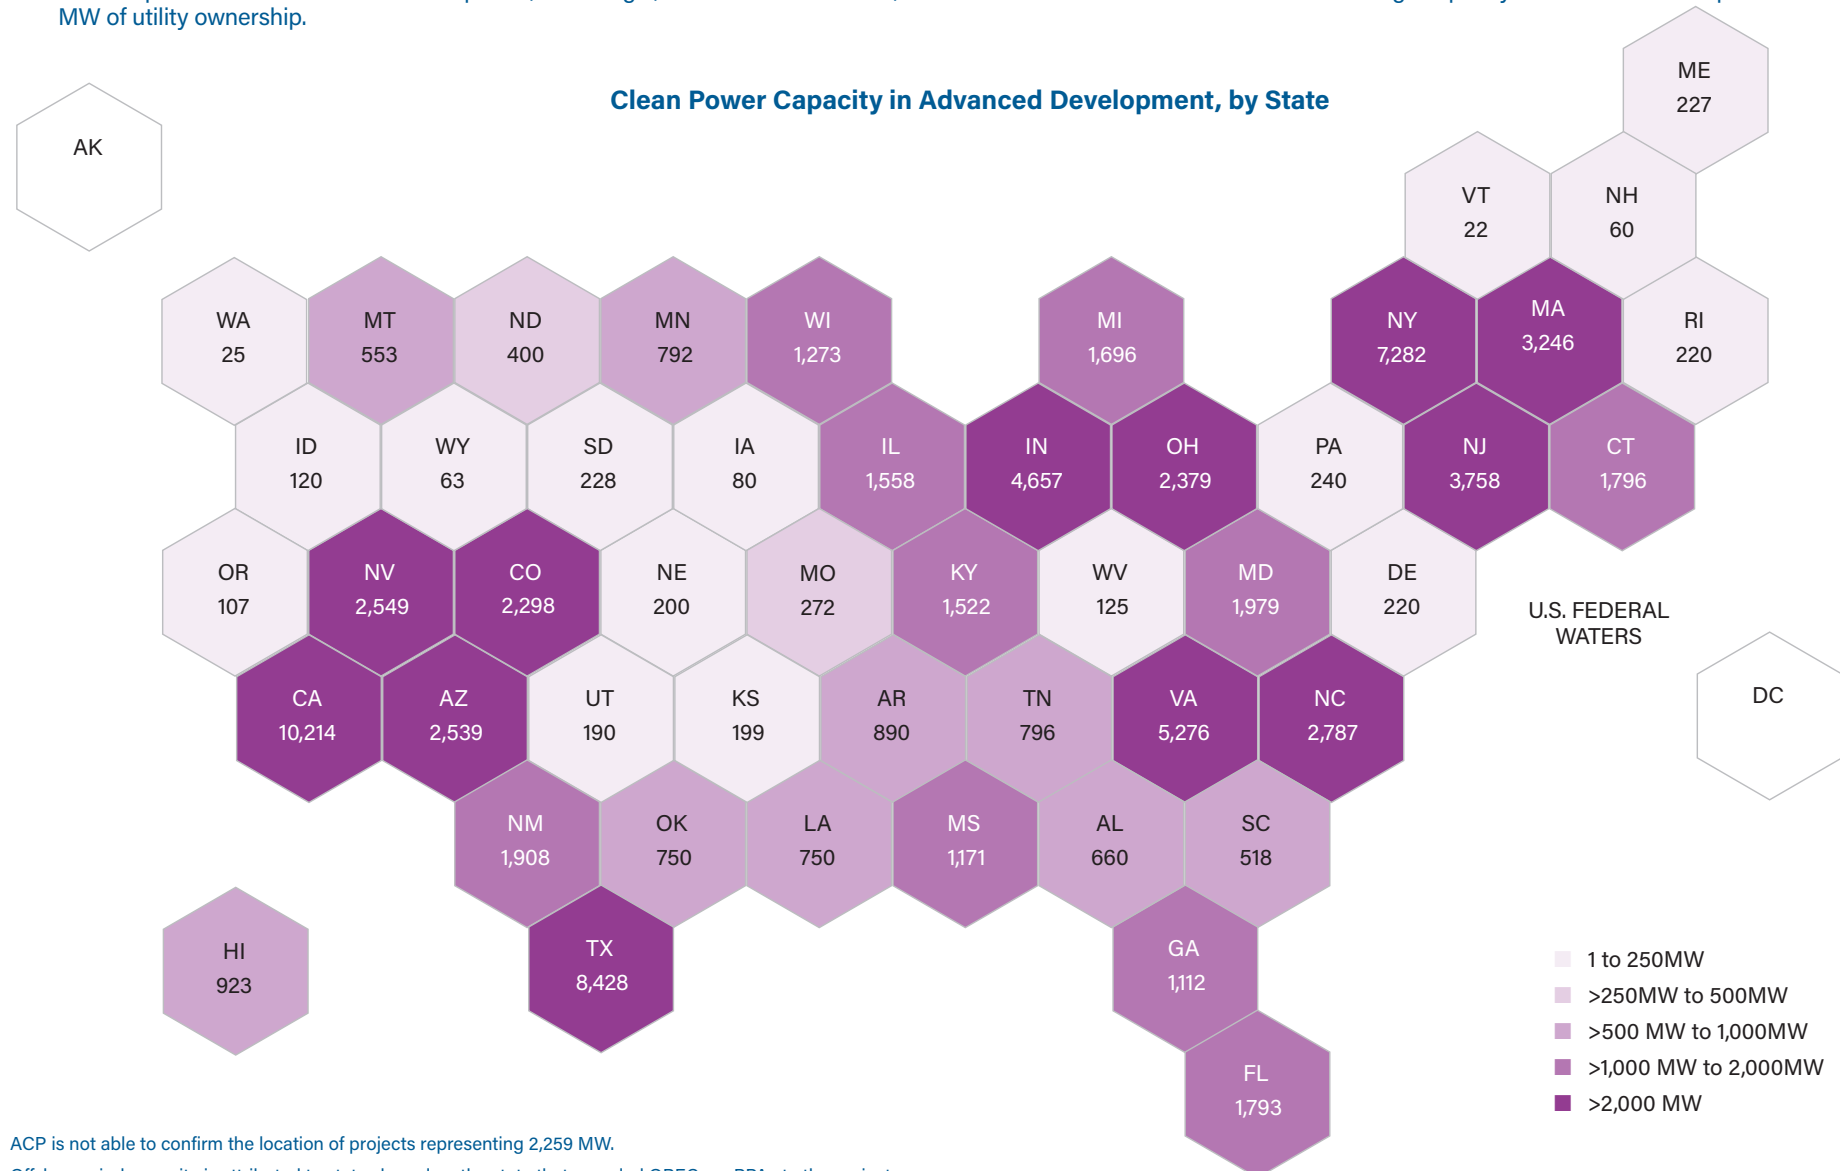 MW of utility ownership.
Clean Power Capacity in Advanced Development, by State
ME
227
AK
VT
22
NH
60
WA
25
MT
553
ND
400
MN
792
WI
1,273
MI
1,696
NY
7,282
MA
3,246
RI
220
ID
120
WY
63
SD
228
IA
80
IL
1,558
IN
4,657
OH
2,379
PA
240
NJ
3,758
CT
1,796
OR
107
NV
2,549
CO
2,298
NE
200
MO
272
KY
1,522
WV
125
MD
1,979
DE
220
U.S. FEDERAL
WATERS
DC
CA
10,214
AZ
2,539
UT
190
KS
199
AR
890
TN
796
VA
5,276
NC
2,787
NM
1,908
OK
750
LA
750
MS
1,171
AL
660
SC
518
HI
923
TX
8,428
GA
1,112
FL
1,793
1 to 250MW
>250MW to 500MW
>500 MW to 1,000MW
>1,000 MW to 2,000MW
>2,000 MW
ACP is not able to confirm the location of projects representing 2,259 MW.